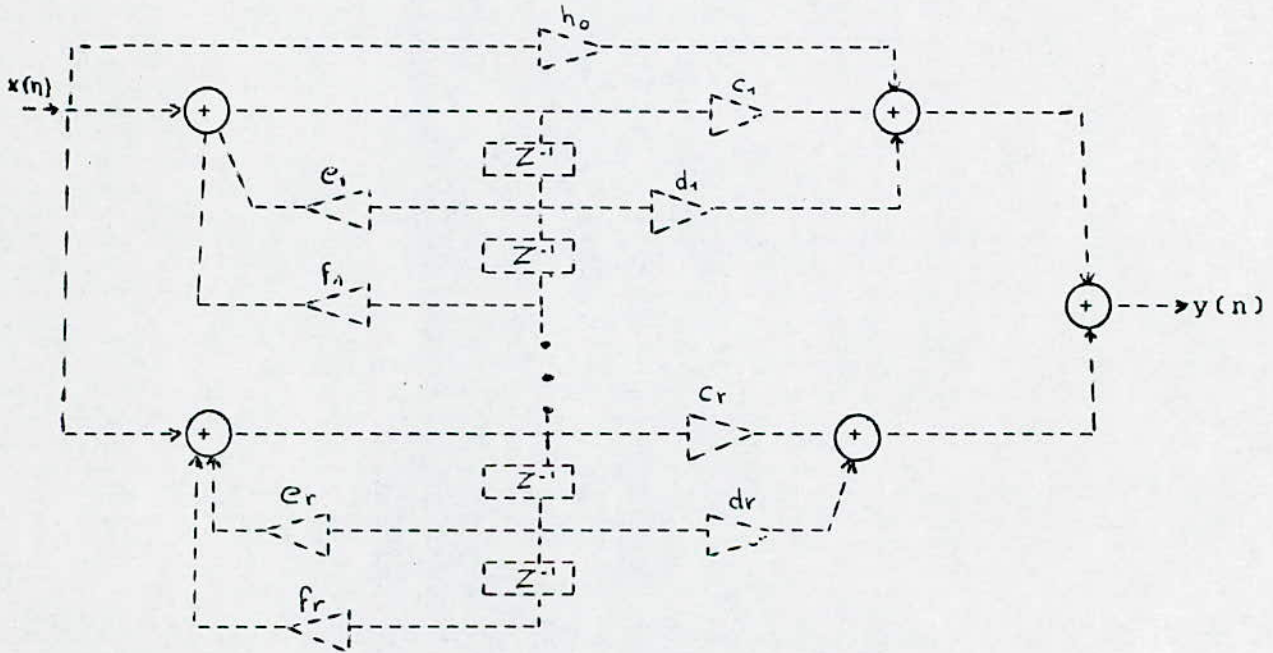 h₀
x(n)
+
c₁
+
Z⁻¹
e₁
d₁
Z⁻¹
f₁
+
y(n)
+
cr
+
Z⁻¹
er
dr
Z⁻¹
fr